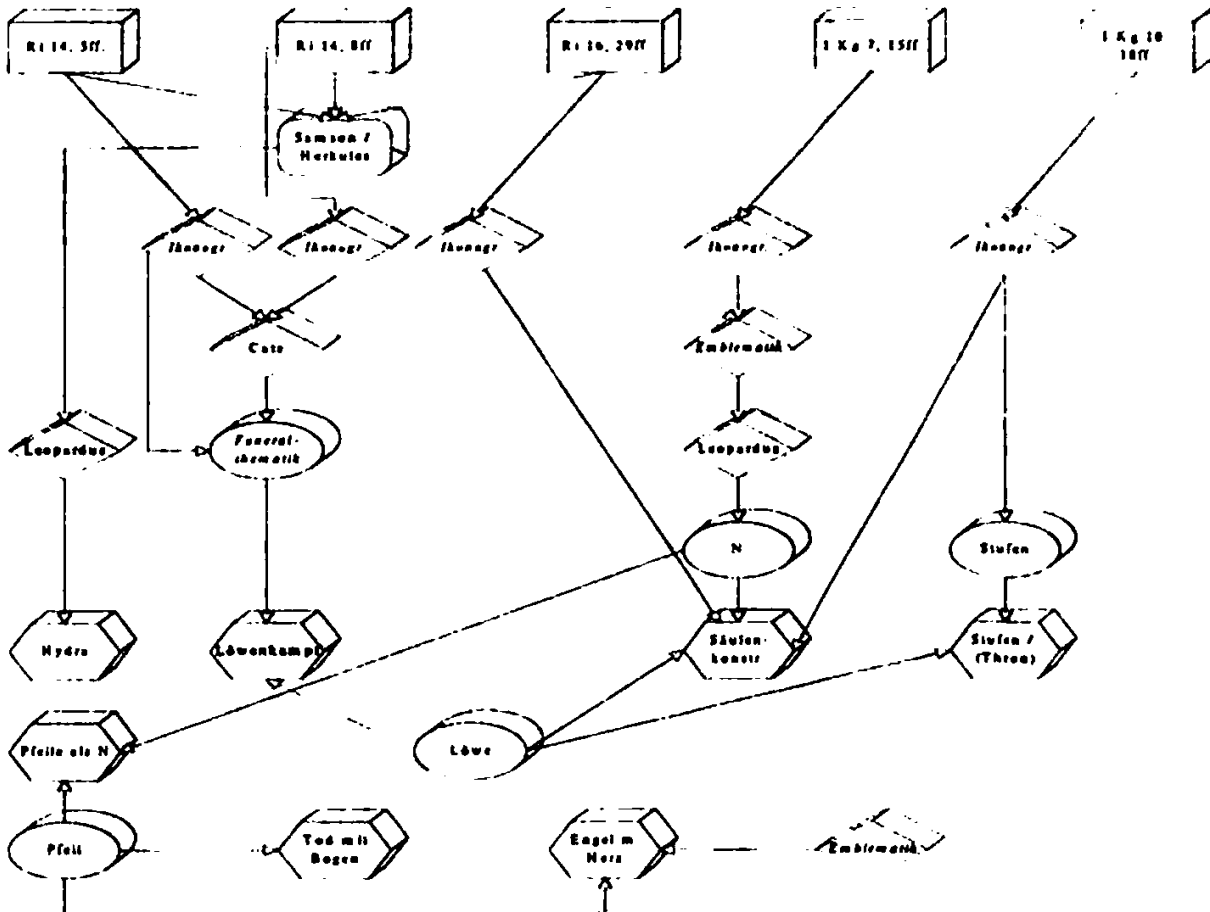 Ri 14, 5ff.
Ri 14, 8ff
Ri 16, 29ff
1 Kg 7, 15ff
1 Kg 10
18ff
Samson /
Herkules
Ikonogr
Ikonogr
Ikonogr
Ikonogr.
Ikonogr
Cats
Emblematik
Leopardus
Funeral-
thematik
Leopardus
N
Stufen
Hydra
Löwenkampf
Säulen-
konstr
Stufen /
(Thron)
Pfeile als N
Löwe
Pfeil
Tod mit
Bogen
Engel m
Herz
Emblematik